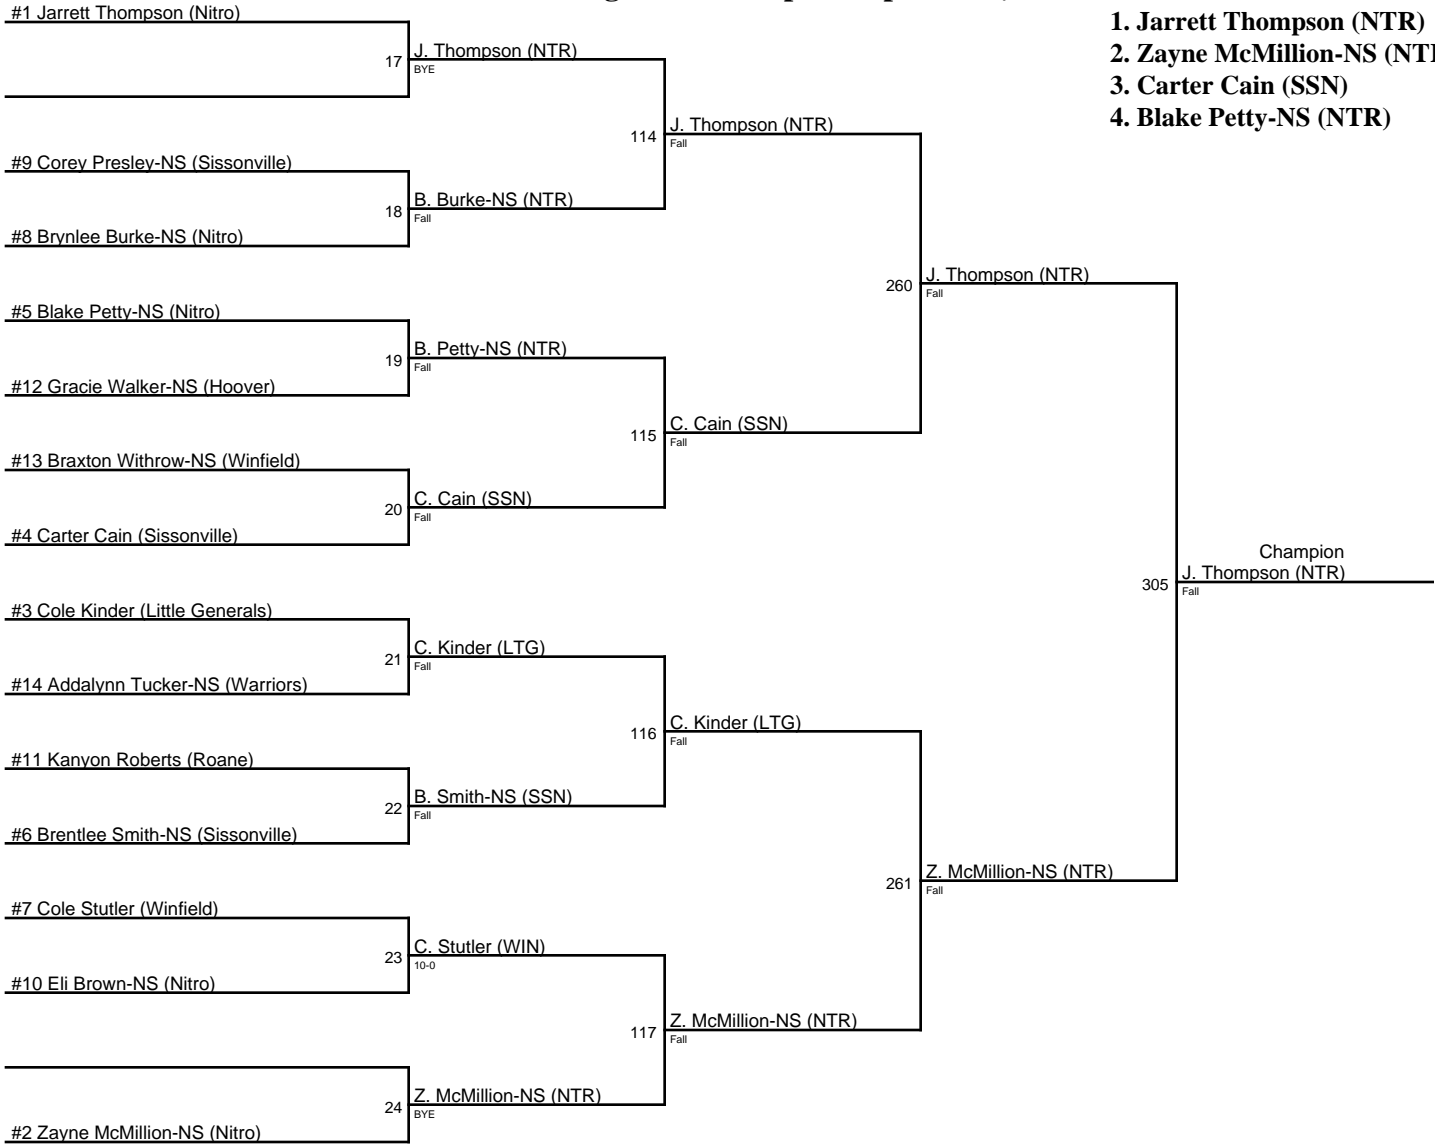 #1 Jarrett Thompson (Nitro)
1. Jarrett Thompson (NTR)
2. Zayne McMillion-NS
3. Carter Cain (SSN)
4. Blake Petty-NS (NTR)
17
J. Thompson (NTR)
BYE
#9 Corey Presley-NS (Sissonville)
18
B. Burke-NS (NTR)
Fall
#8 Brynlee Burke-NS (Nitro)
114
J. Thompson (NTR)
Fall
#5 Blake Petty-NS (Nitro)
19
B. Petty-NS (NTR)
Fall
#12 Gracie Walker-NS (Hoover)
115
C. Cain (SSN)
Fall
#13 Braxton Withrow-NS (Winfield)
20
C. Cain (SSN)
Fall
#4 Carter Cain (Sissonville)
260
J. Thompson (NTR)
Fall
#3 Cole Kinder (Little Generals)
21
C. Kinder (LTG)
Fall
#14 Addalynn Tucker-NS (Warriors)
116
C. Kinder (LTG)
Fall
#11 Kanyon Roberts (Roane)
22
B. Smith-NS (SSN)
Fall
#6 Brentlee Smith-NS (Sissonville)
#7 Cole Stutler (Winfield)
23
C. Stutler (WIN)
10-0
#10 Eli Brown-NS (Nitro)
117
Z. McMillion-NS (NTR)
Fall
24
Z. McMillion-NS (NTR)
BYE
#2 Zayne McMillion-NS (Nitro)
261
Z. McMillion-NS (NTR)
Fall
305
Champion
J. Thompson (NTR)
Fall